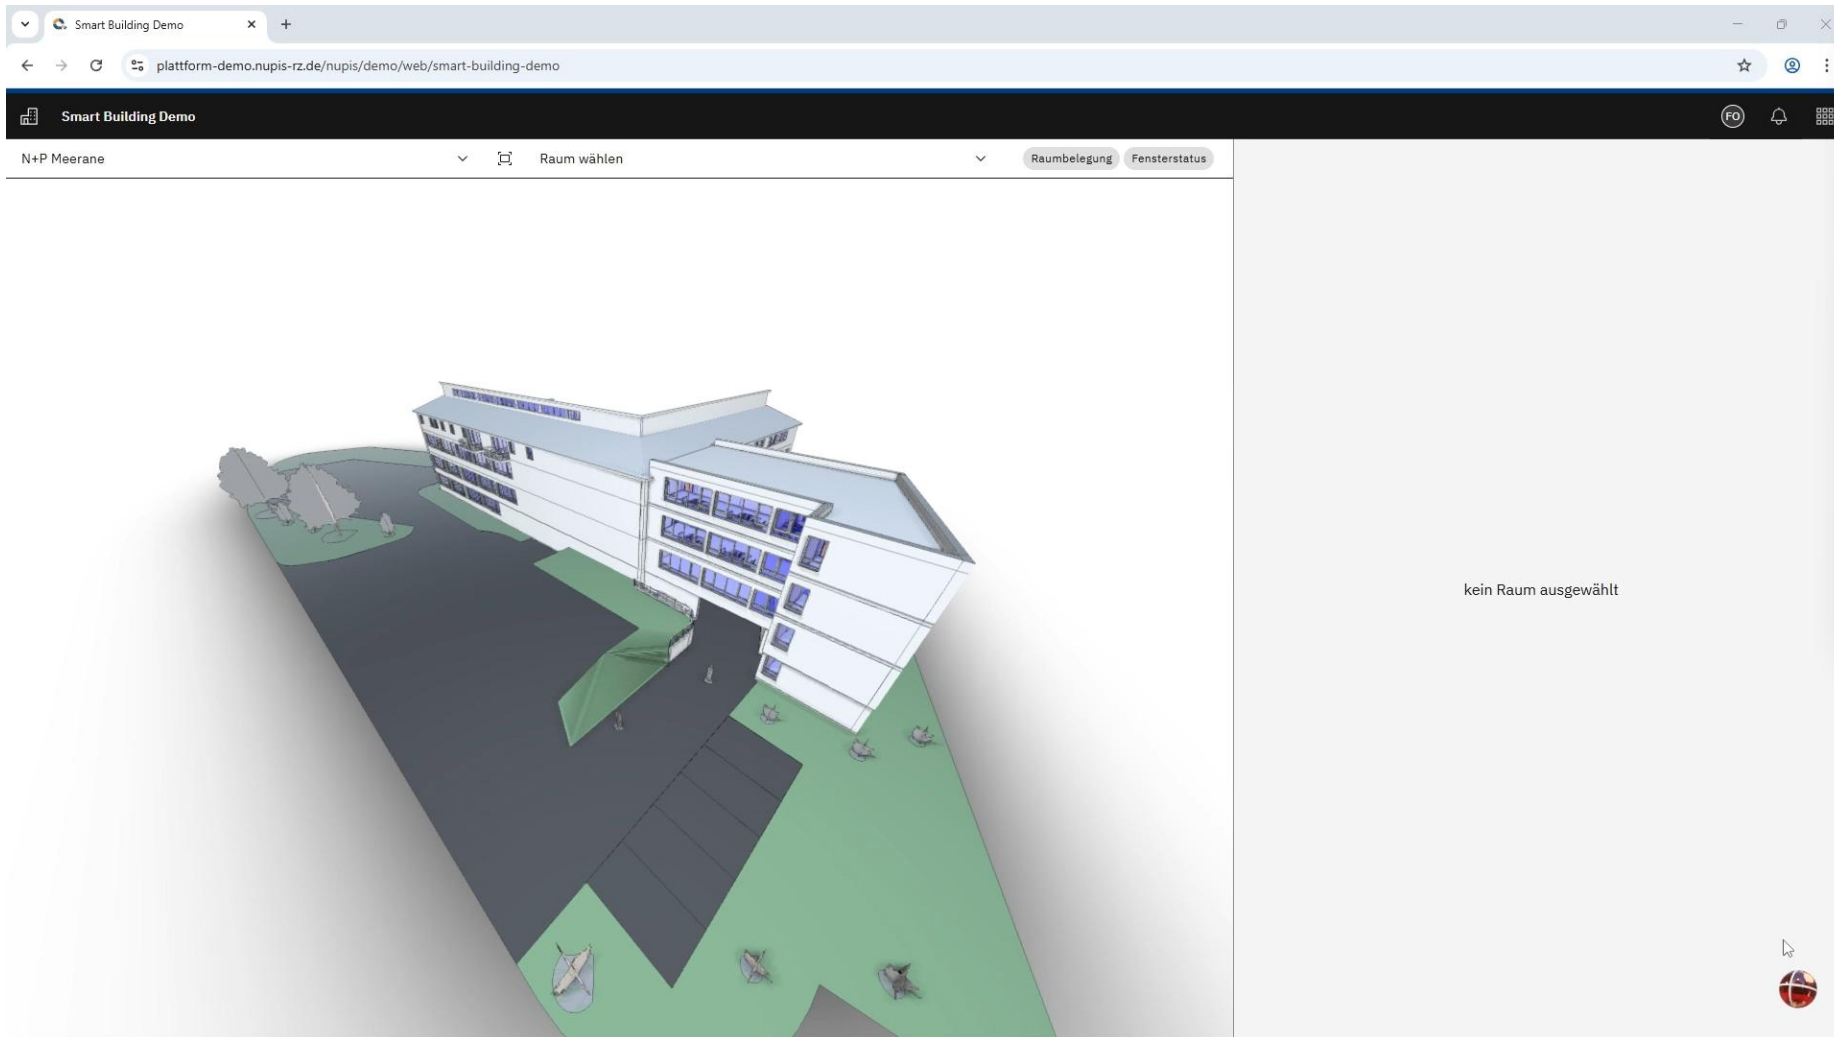 Smart Building Demo
plattform-demo.nupis-rz.de/nupis/demo/web/smart-building-demo
Smart Building Demo
FO
N+P Meerane
Raum wählen
Raumbelegung Fensterstatus
kein Raum ausgewählt